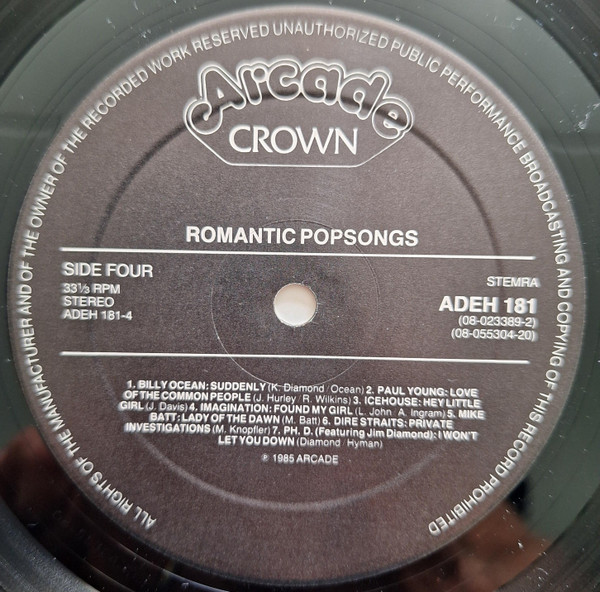 ALL RIGHTS OF THE MANUFACTURER AND OF THE OWNER OF THE RECORDED WORK RESERVED UNAUTHORIZED PUBLIC PERFORMANCE BROADCASTING AND COPYING OF THIS RECORD PROHIBITED
Arcade
CROWN
ROMANTIC POPSONGS
SIDE FOUR
33⅓ RPM
STEREO
ADEH 181-4
STEMRA
ADEH 181
(08-023389-2)
(08-055304-20)
1. BILLY OCEAN: SUDDENLY (K. Diamond/Ocean) 2. PAUL YOUNG: LOVE
OF THE COMMON PEOPLE (J. Hurley/R. Wilkins) 3. ICEHOUSE: HEY LITTLE
GIRL (J. Davis) 4. IMAGINATION: FOUND MY GIRL (L. John/A. Ingram) 5. MIKE
BATT: LADY OF THE DAWN (M. Batt) 6. DIRE STRAITS: PRIVATE
INVESTIGATIONS (M. Knopfler) 7. PH. D. (Featuring Jim Diamond): I WON'T
LET YOU DOWN (Diamond/Hyman)
℗ 1985 ARCADE